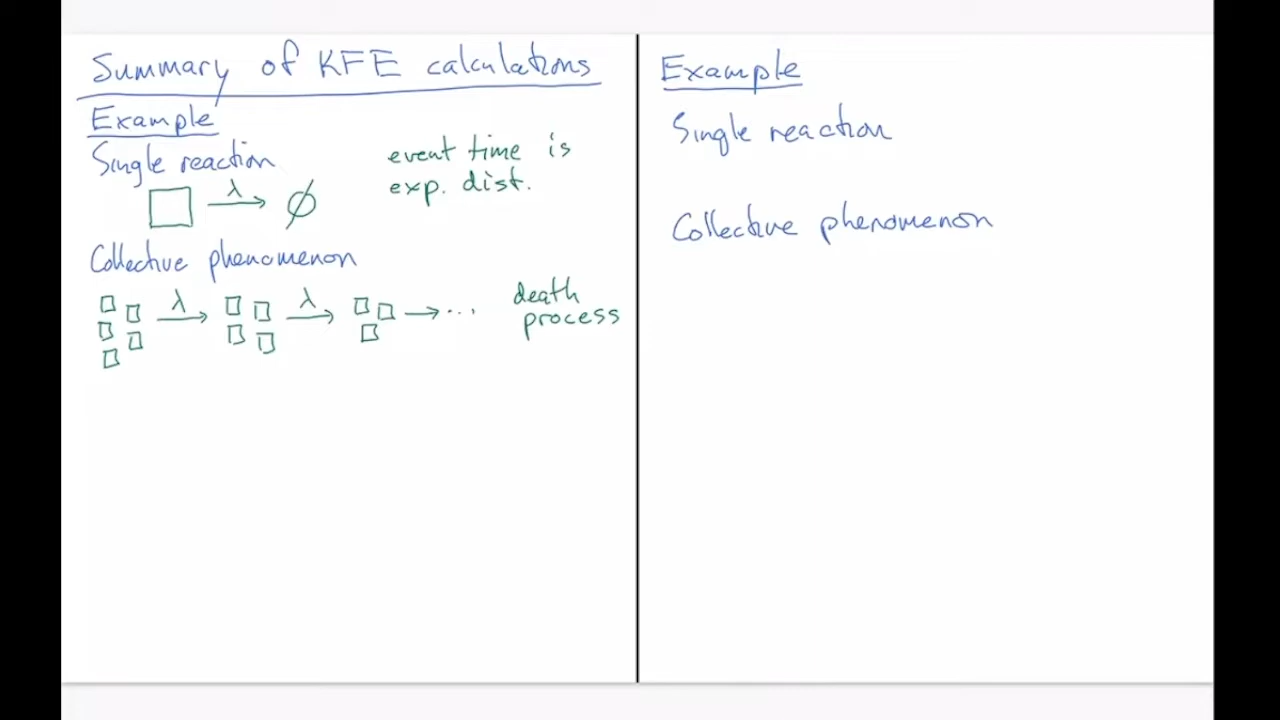 Summary of KFE calculations
Example
Single reaction
event time is
exp. dist.
λ
∅
Collective phenomenon
λ
λ
...
death
process
Example
Single reaction
Collective phenomenon